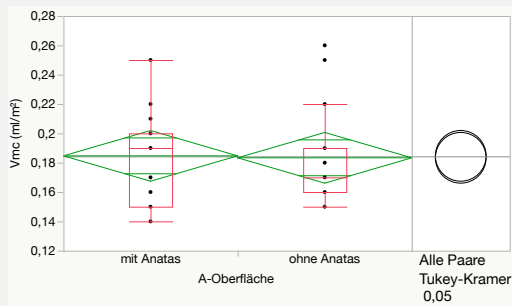 0,28
0,26
0,24
0,22
0,2
0,18
0,16
0,14
0,12
Vmc (ml/m²)
mit Anatas
ohne Anatas
A-Oberfläche
Alle Paare
Tukey-Kramer
0,05